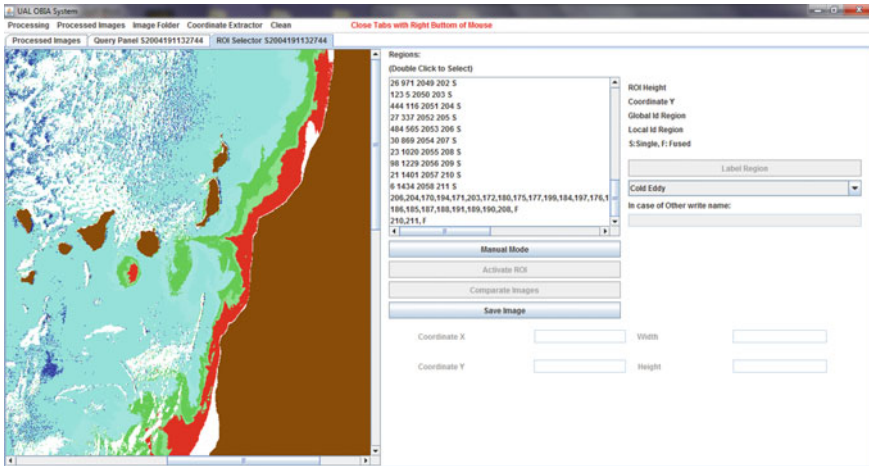 UAL OBIA System
Processing Processed Images Image Folder Coordinate Extractor Clean Close Tabs with Right Buttom of Mouse
Processed Images Query Panel S2004191132744 ROI Selector S2004191132744
Regions:
(Double Click to Select)
26 971 2049 202 S
123 5 2050 203 S
444 116 2051 204 S
27 337 2052 205 S
484 565 2053 206 S
30 869 2054 207 S
23 1020 2055 208 S
98 1229 2056 209 S
21 1401 2057 210 S
6 1434 2058 211 S
206,204,170,194,171,203,172,180,175,177,199,184,197,176,1
186,185,187,188,191,189,190,208, F
210,211, F
ROI Height
Coordinate Y
Global Id Region
Local Id Region
S:Single, F: Fused
Label Region
Cold Eddy
In case of Other write name:
Manual Mode
Activate ROI
Comparate Images
Save Image
Coordinate X Width
Coordinate Y Height